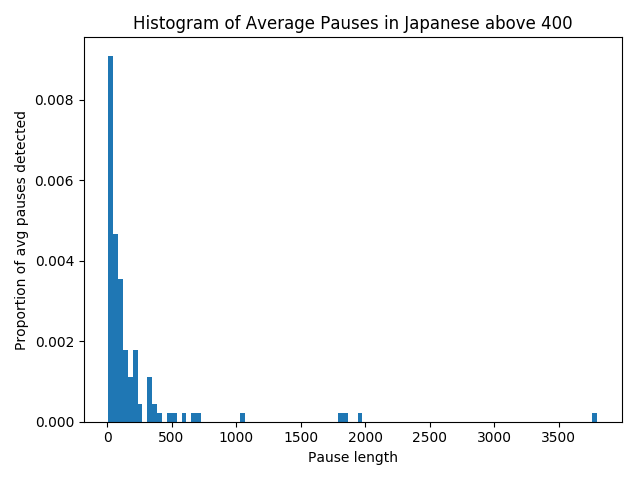 Histogram of Average Pauses in Japanese above 400
Proportion of avg pauses detected
0.008
0.006
0.004
0.002
0.000
0 500 1000 1500 2000 2500 3000 3500
Pause length